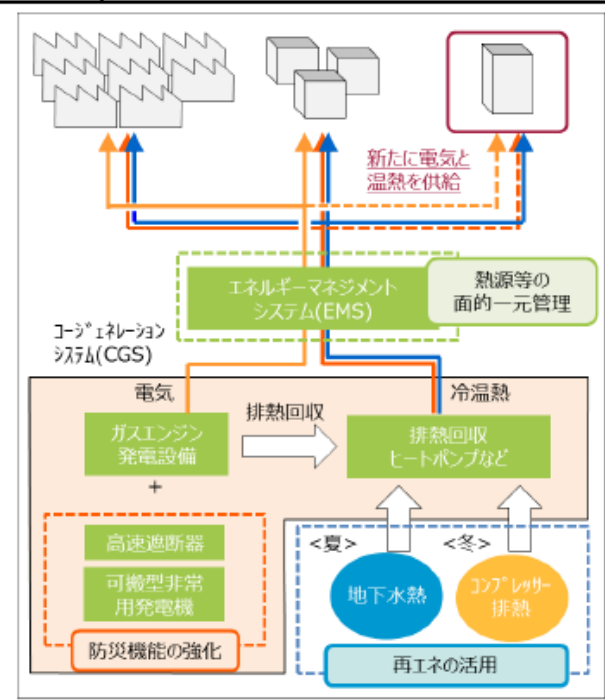 新たに電気と
温熱を供給
エネルギーマネジメント
システム(EMS)
熱源等の
面的一元管理
コージェネレーション
システム(CGS)
電気
冷温熱
ガスエンジン
発電設備
排熱回収
排熱回収
ヒートポンプなど
+
高速遮断器
可搬型非常
用発電機
防災機能の強化
<夏>
<冬>
地下水熱
コンプレッサー
排熱
再エネの活用